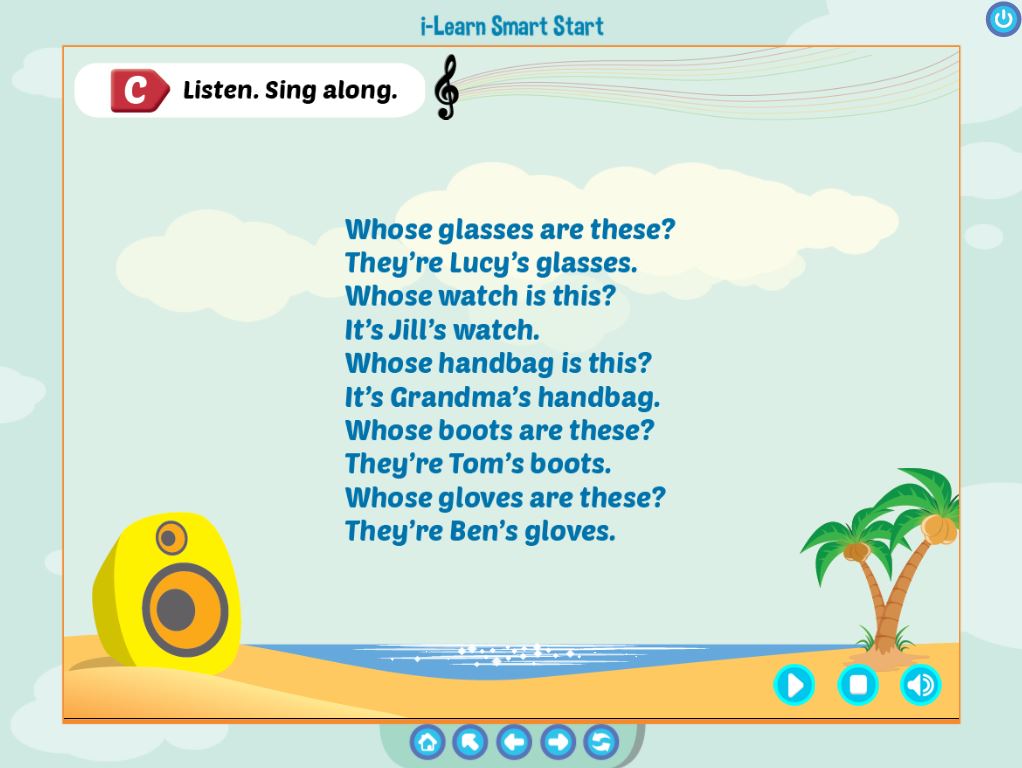 i-Learn Smart Start
C Listen. Sing along.
Whose glasses are these?
They're Lucy's glasses.
Whose watch is this?
It's Jill's watch.
Whose handbag is this?
It's Grandma's handbag.
Whose boots are these?
They're Tom's boots.
Whose gloves are these?
They're Ben's gloves.